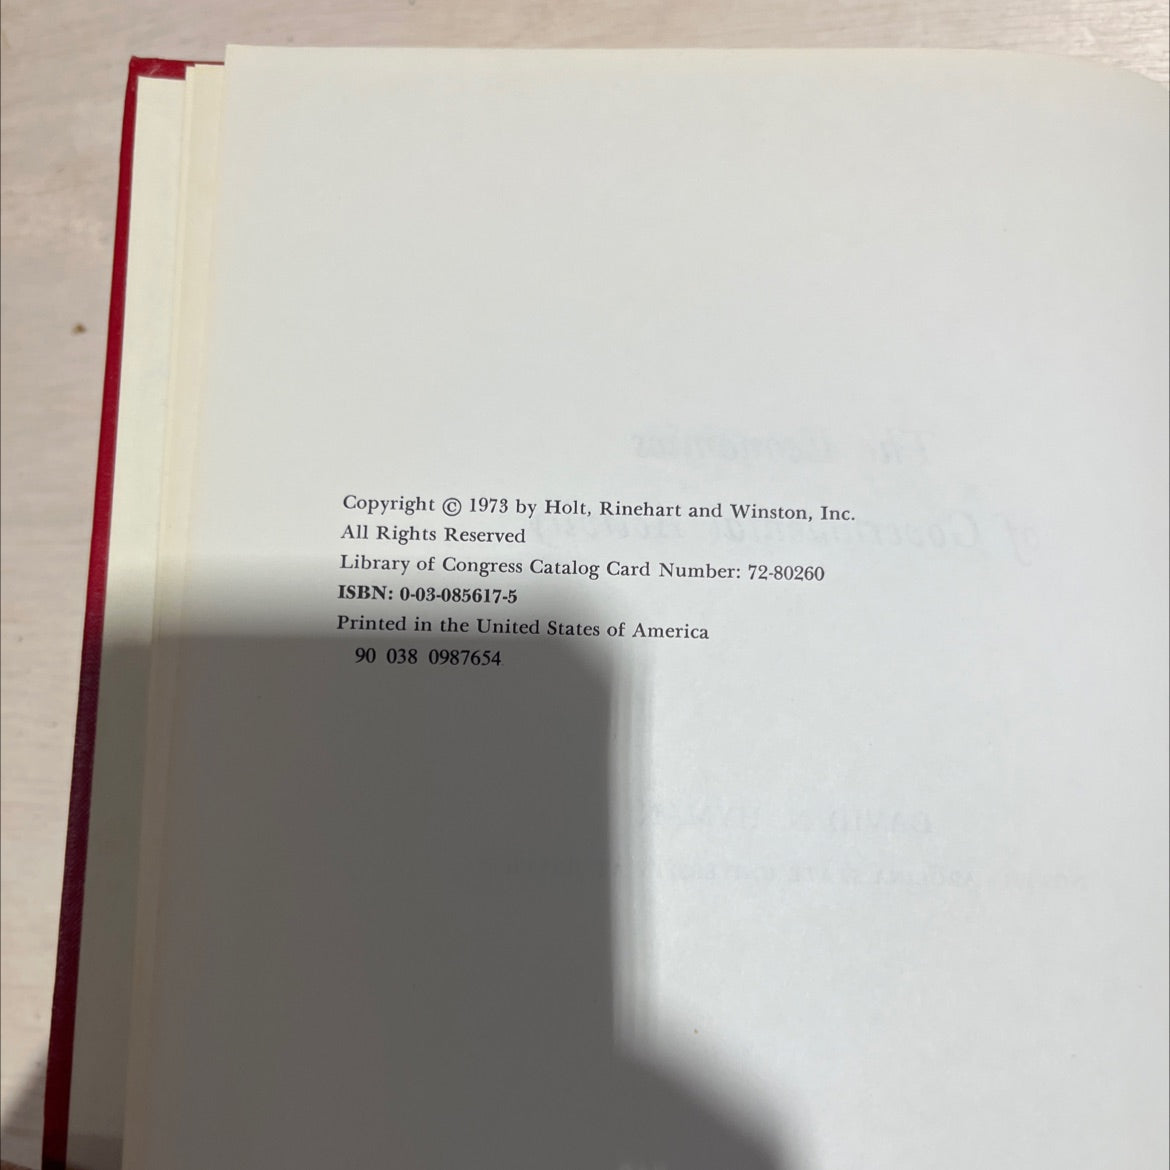 Copyright © 1973 by Holt, Rinehart and Winston, Inc.
All Rights Reserved
Library of Congress Catalog Card Number: 72-80260
ISBN: 0-03-085617-5
Printed in the United States of America
90 038 0987654